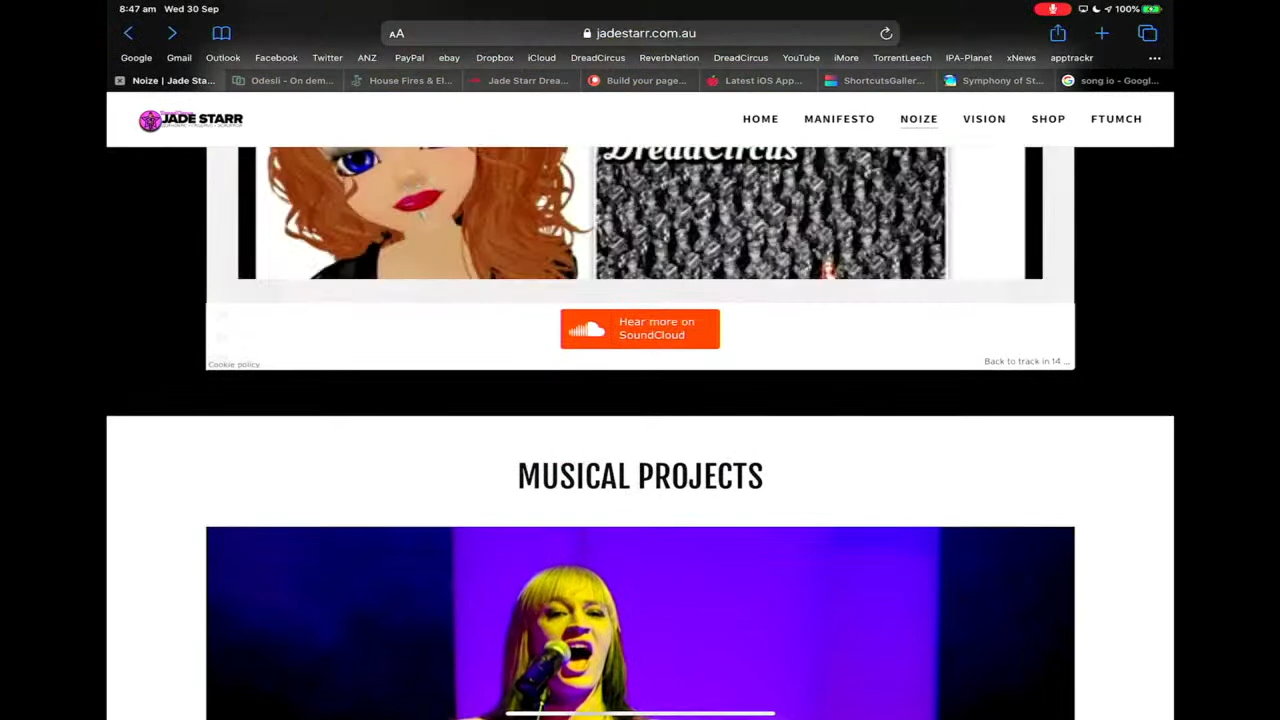 8:47 am Wed 30 Sep
100%
AA
jadestarr.com.au
Google Gmail Outlook Facebook Twitter ANZ PayPal ebay Dropbox iCloud DreadCircus ReverbNation DreadCircus YouTube iMore TorrentLeech IPA-Planet xNews apptrackr
Noize | Jade Sta... Odesli - On dem... House Fires & El... Jade Starr Drea... Build your page... Latest iOS App... ShortcutsGaller... Symphony of St... song io - Googl...
JADE STARR
HOME MANIFESTO NOIZE VISION SHOP FTUMCH
DreadCircus
Hear more on
SoundCloud
Cookie policy
Back to track in 14 ...
MUSICAL PROJECTS